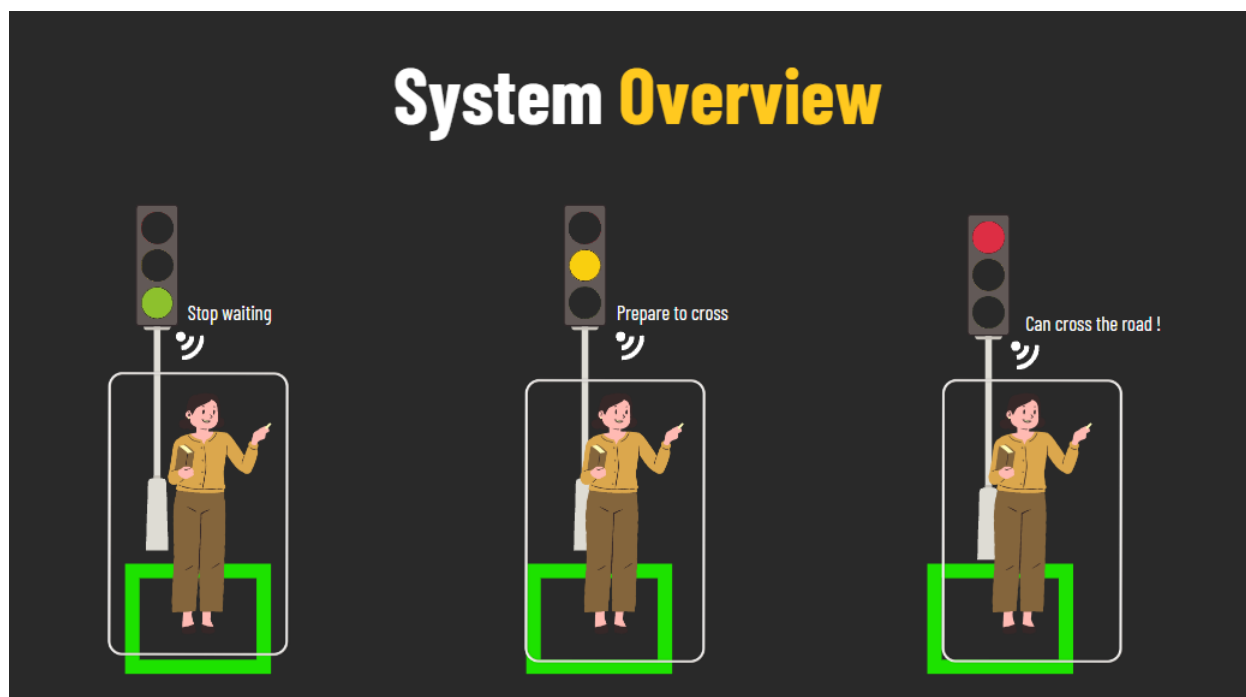 System Overview
Stop waiting
Prepare to cross
Can cross the road !